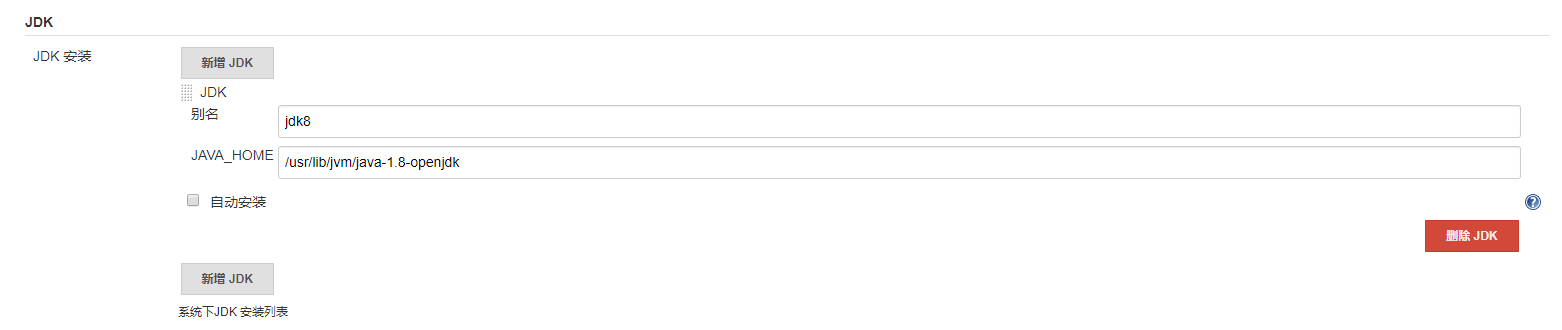 JDK
JDK 安装
新增 JDK
JDK
别名
jdk8
JAVA_HOME
/usr/lib/jvm/java-1.8-openjdk
自动安装
?
删除 JDK
新增 JDK
系统下JDK 安装列表